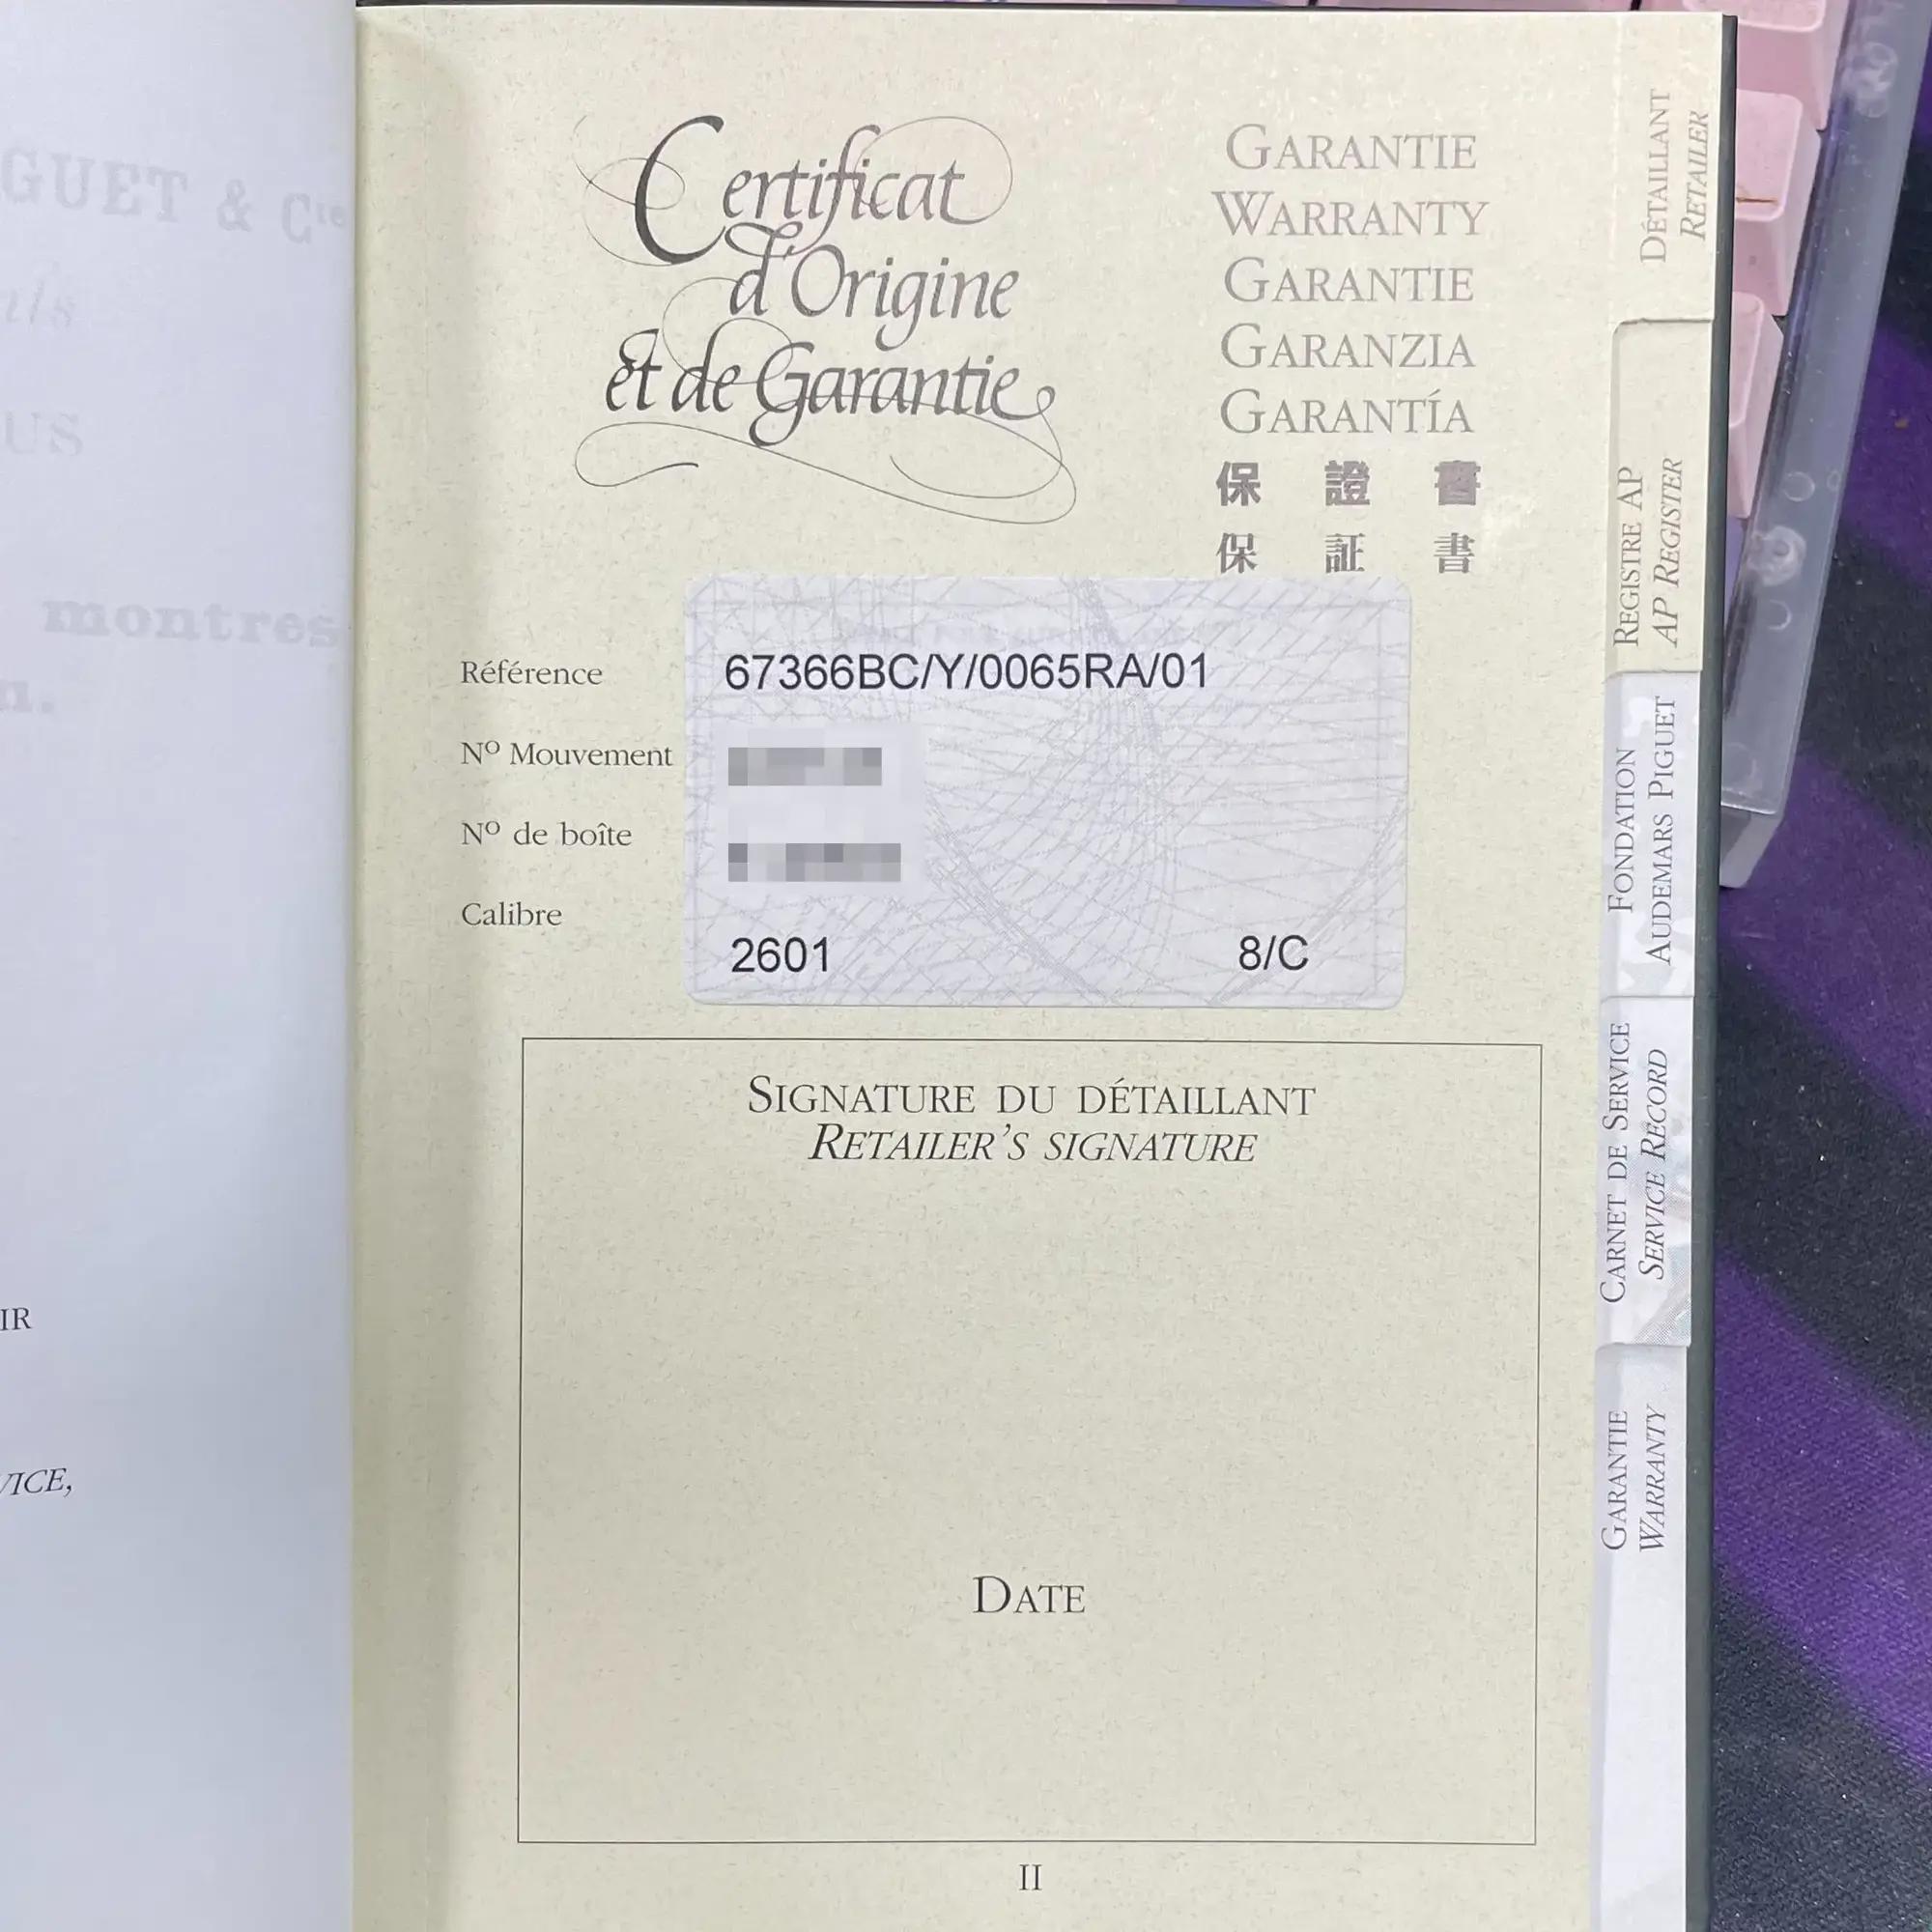 GUET & Cie
US
montres
n.
IR
VICE,
Certificat
d'Origine
et de Garantie
GARANTIE
WARRANTY
GARANTIE
GARANZIA
GARANTÍA
保 證 書
保 証 書
Référence 67366BC/Y/0065RA/01
Nº Mouvement
Nº de boîte
Calibre
2601 8/C
SIGNATURE DU DÉTAILLANT
RETAILER'S SIGNATURE
DATE
II
DÉTAILLANT
RETAILER
REGISTRE AP
AP REGISTER
FONDATION
AUDEMARS PIGUET
CARNET DE SERVICE
SERVICE RECORD
GARANTIE
WARRANTY